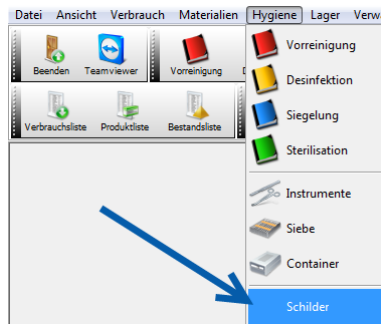 Datei Ansicht Verbrauch Materialien Hygiene Lager
Beenden Teamviewer Vorreinigung
Verbrauchsliste Produktliste Bestandsliste
Vorreinigung
Desinfektion
Siegelung
Sterilisation
Instrumente
Siebe
Container
Schilder